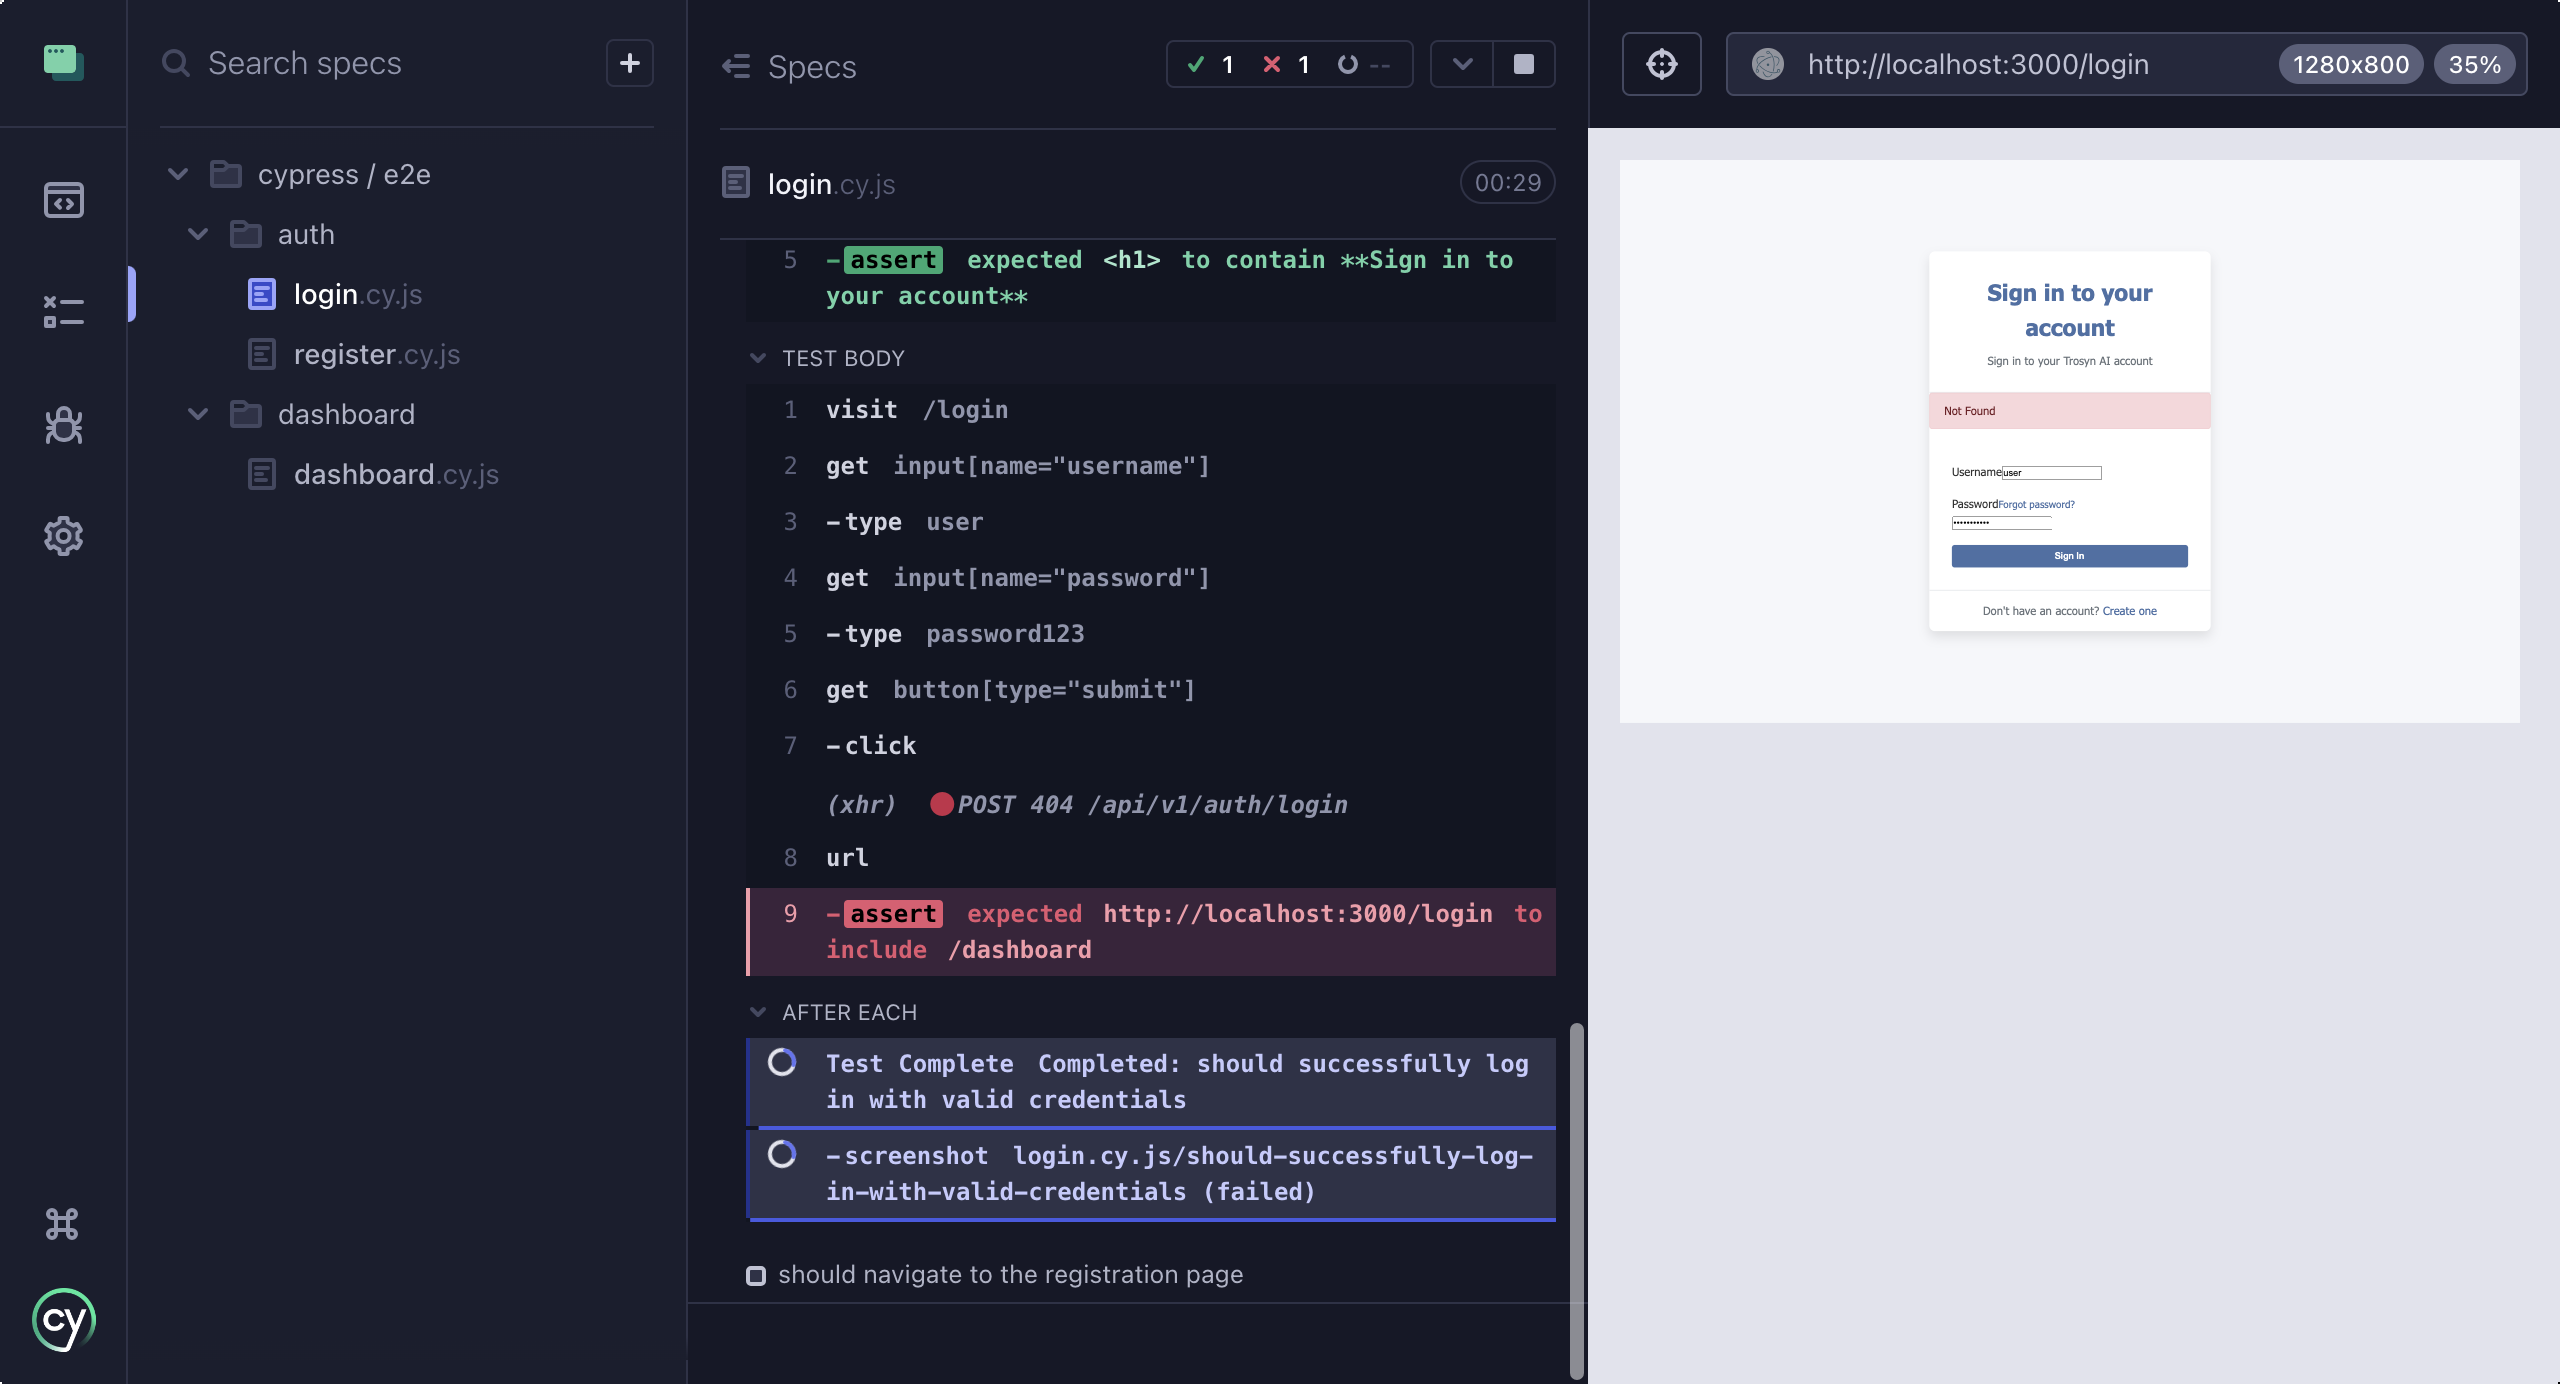 Search specs
cypress / e2e
auth
login.cy.js
register.cy.js
dashboard
dashboard.cy.js
cy
Specs
1 1 --
login.cy.js
00:29
5 -assert expected <h1> to contain **Sign in to
your account**
TEST BODY
1 visit /login
2 get input[name="username"]
3 -type user
4 get input[name="password"]
5 -type password123
6 get button[type="submit"]
7 -click
(xhr) POST 404 /api/v1/auth/login
8 url
9 -assert expected http://localhost:3000/login to
include /dashboard
AFTER EACH
Test Complete Completed: should successfully log
in with valid credentials
-screenshot login.cy.js/should-successfully-log-
in-with-valid-credentials (failed)
should navigate to the registration page
http://localhost:3000/login 1280x800 35%
Sign in to your
account
Sign in to your Trosyn AI account
Not Found
Username user
Password Forgot password?
•••••••••••
Sign In
Don't have an account? Create one